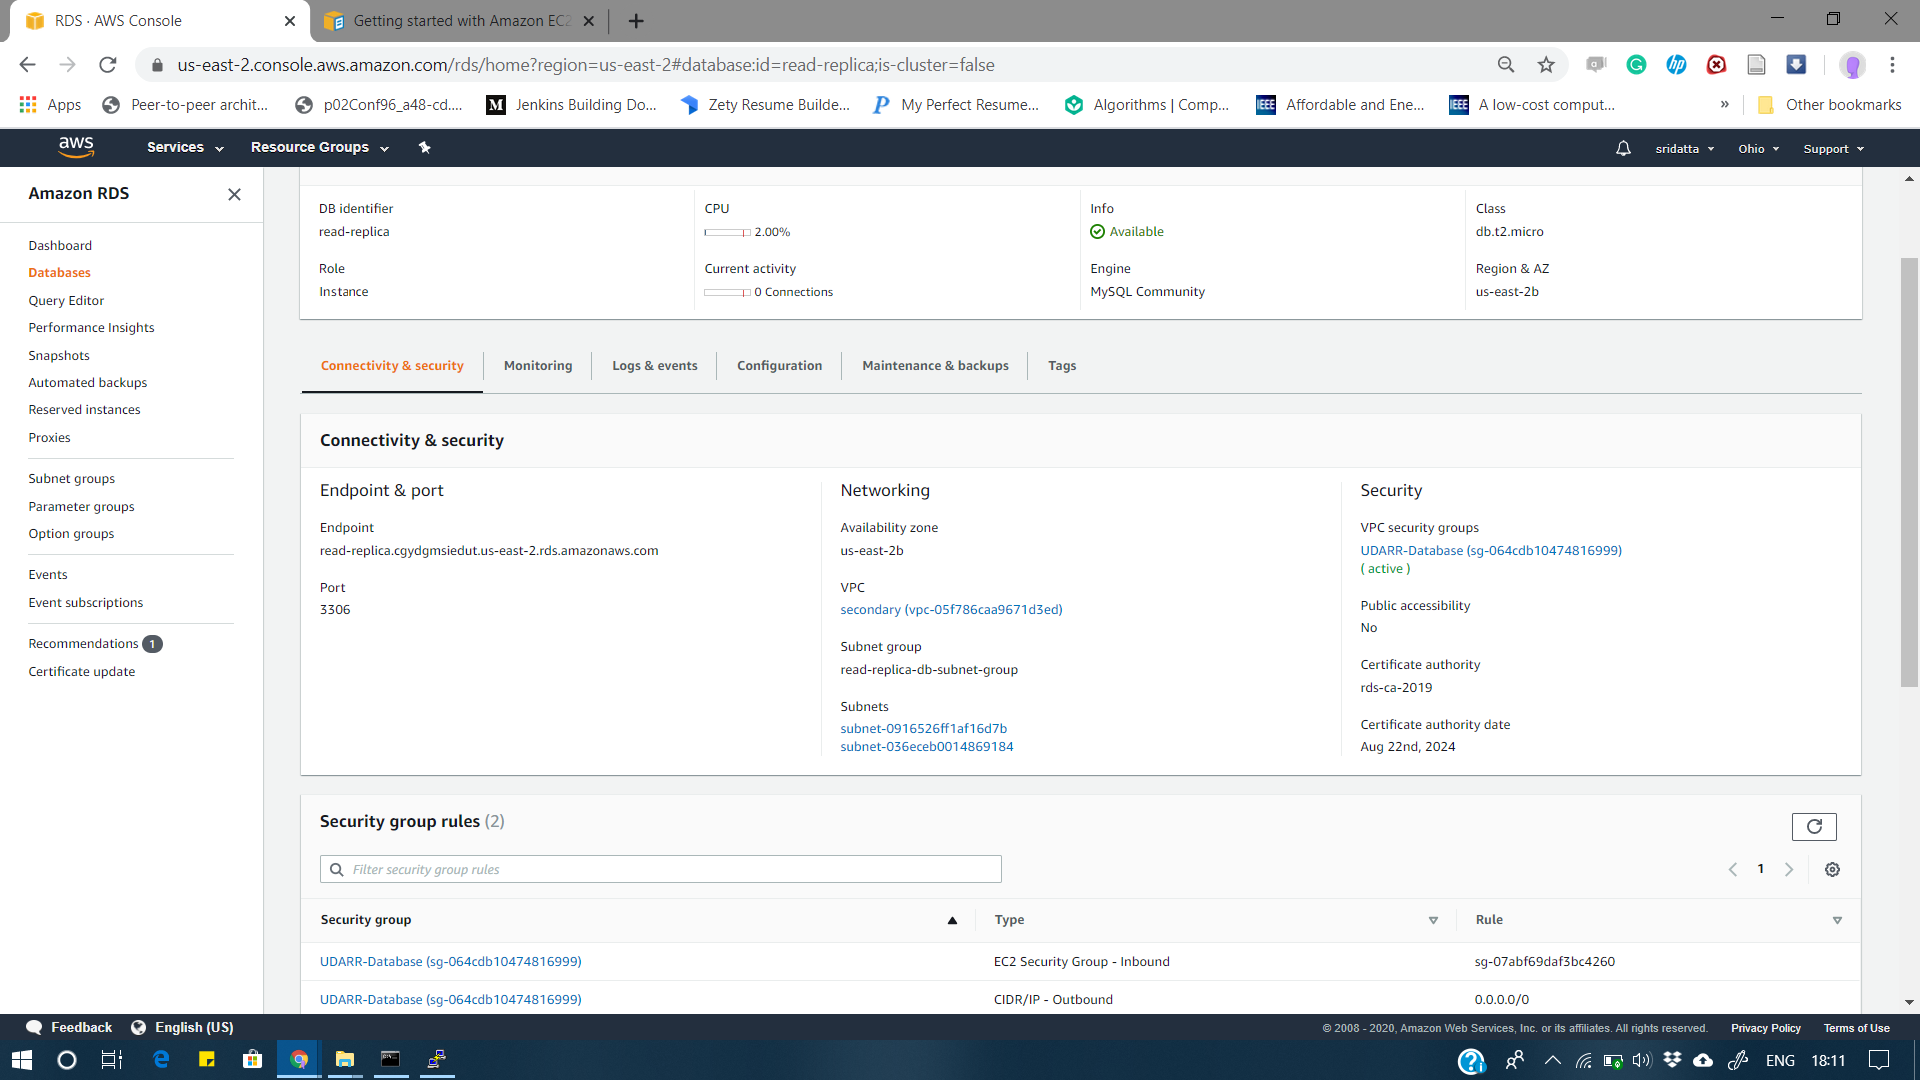 RDS · AWS Console
Getting started with Amazon EC2
us-east-2.console.aws.amazon.com/rds/home?region=us-east-2#database:id=read-replica;is-cluster=false
Apps
Peer-to-peer archit...
p02Conf96_a48-cd....
M
Jenkins Building Do...
Zety Resume Builde...
P
My Perfect Resume...
Algorithms | Comp...
IEEE
Affordable and Ene...
IEEE
A low-cost comput...
»
Other bookmarks
aws
Services
Resource Groups
sridatta
Ohio
Support
Amazon RDS
Dashboard
Databases
Query Editor
Performance Insights
Snapshots
Automated backups
Reserved instances
Proxies
Subnet groups
Parameter groups
Option groups
Events
Event subscriptions
Recommendations 1
Certificate update
DB identifier
read-replica
CPU
2.00%
Info
Available
Class
db.t2.micro
Role
Instance
Current activity
0 Connections
Engine
MySQL Community
Region & AZ
us-east-2b
Connectivity & security
Monitoring
Logs & events
Configuration
Maintenance & backups
Tags
Connectivity & security
Endpoint & port
Endpoint
read-replica.cgydgmsiedut.us-east-2.rds.amazonaws.com
Port
3306
Networking
Availability zone
us-east-2b
VPC
secondary (vpc-05f786caa9671d3ed)
Subnet group
read-replica-db-subnet-group
Subnets
subnet-0916526ff1af16d7b
subnet-036eceb0014869184
Security
VPC security groups
UDARR-Database (sg-064cdb10474816999)
( active )
Public accessibility
No
Certificate authority
rds-ca-2019
Certificate authority date
Aug 22nd, 2024
Security group rules (2)
Filter security group rules
1
Security group
Type
Rule
UDARR-Database (sg-064cdb10474816999)
EC2 Security Group - Inbound
sg-07abf69daf3bc4260
UDARR-Database (sg-064cdb10474816999)
CIDR/IP - Outbound
0.0.0.0/0
Feedback
English (US)
© 2008 - 2020, Amazon Web Services, Inc. or its affiliates. All rights reserved.
Privacy Policy
Terms of Use
ENG
18:11